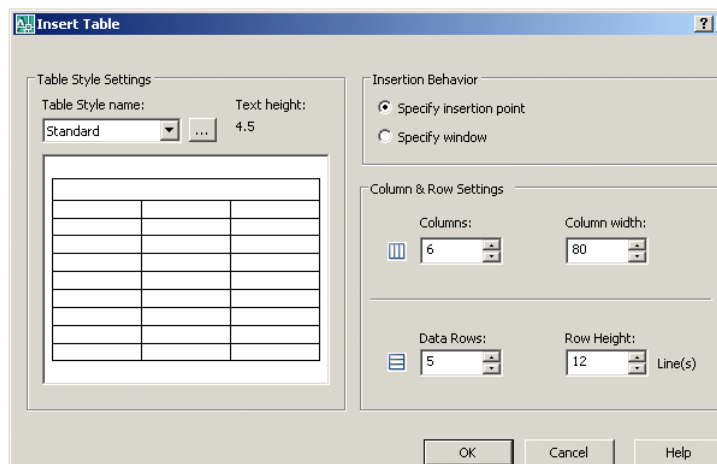 Insert Table
?
Table Style Settings
Table Style name:
Text height:
Standard
...
4.5
Insertion Behavior
Specify insertion point
Specify window
Column & Row Settings
Columns:
Column width:
6
80
Data Rows:
Row Height:
5
12
Line(s)
OK
Cancel
Help